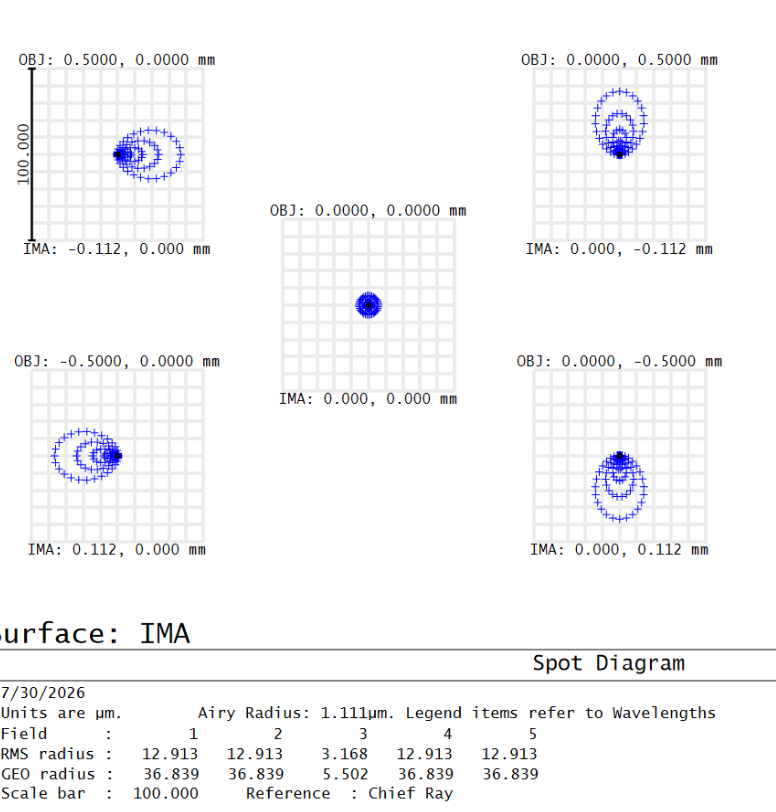 OBJ: 0.5000, 0.0000 mm
OBJ: 0.0000, 0.5000 mm
100.000
IMA: -0.112, 0.000 mm
IMA: 0.000, -0.112 mm
OBJ: 0.0000, 0.0000 mm
IMA: 0.000, 0.000 mm
OBJ: -0.5000, 0.0000 mm
OBJ: 0.0000, -0.5000 mm
IMA: 0.112, 0.000 mm
IMA: 0.000, 0.112 mm
Surface: IMA
Spot Diagram
7/30/2026
Units are µm. Airy Radius: 1.111µm. Legend items refer to Wavelengths
Field : 1 2 3 4 5
RMS radius : 12.913 12.913 3.168 12.913 12.913
GEO radius : 36.839 36.839 5.502 36.839 36.839
Scale bar : 100.000 Reference : Chief Ray